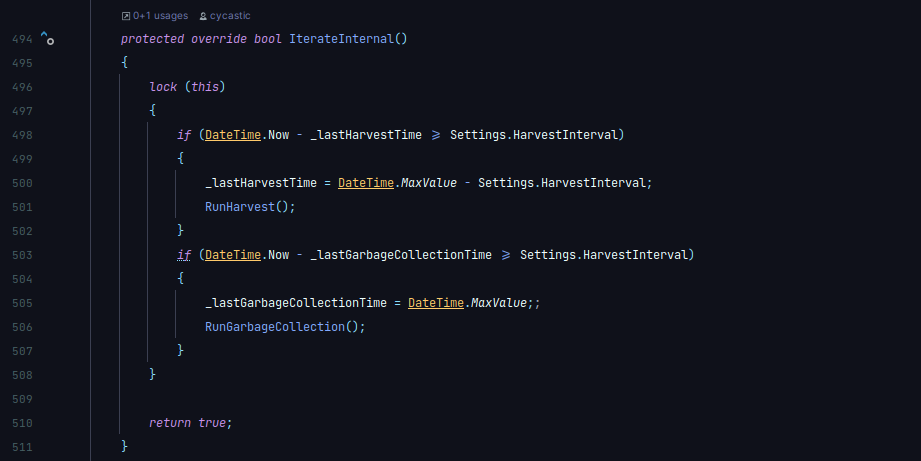 0+1 usages cycastic
494 protected override bool IterateInternal()
495 {
496 lock (this)
497 {
498 if (DateTime.Now - _lastHarvestTime ⩾ Settings.HarvestInterval)
499 {
500 _lastHarvestTime = DateTime.MaxValue - Settings.HarvestInterval;
501 RunHarvest();
502 }
503 if (DateTime.Now - _lastGarbageCollectionTime ⩾ Settings.HarvestInterval)
504 {
505 _lastGarbageCollectionTime = DateTime.MaxValue;;
506 RunGarbageCollection();
507 }
508 }
509
510 return true;
511 }